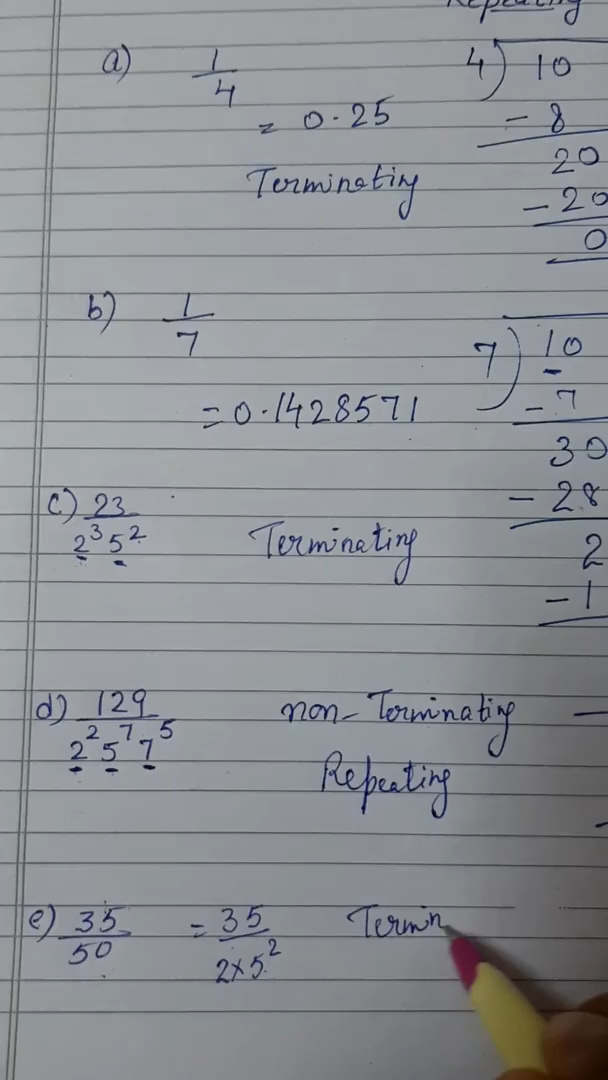 Repeating
a) 1/4
= 0.25
Terminating
4) 10
- 8
20
- 20
0
b) 1/7
= 0.1428571
7) 10
- 7
30
- 28
2
- 1
c) 23/2³5²
Terminating
d) 129/2²5⁷7⁵
non-Terminating
Repeating
e) 35/50 = 35/2×5²
Termin